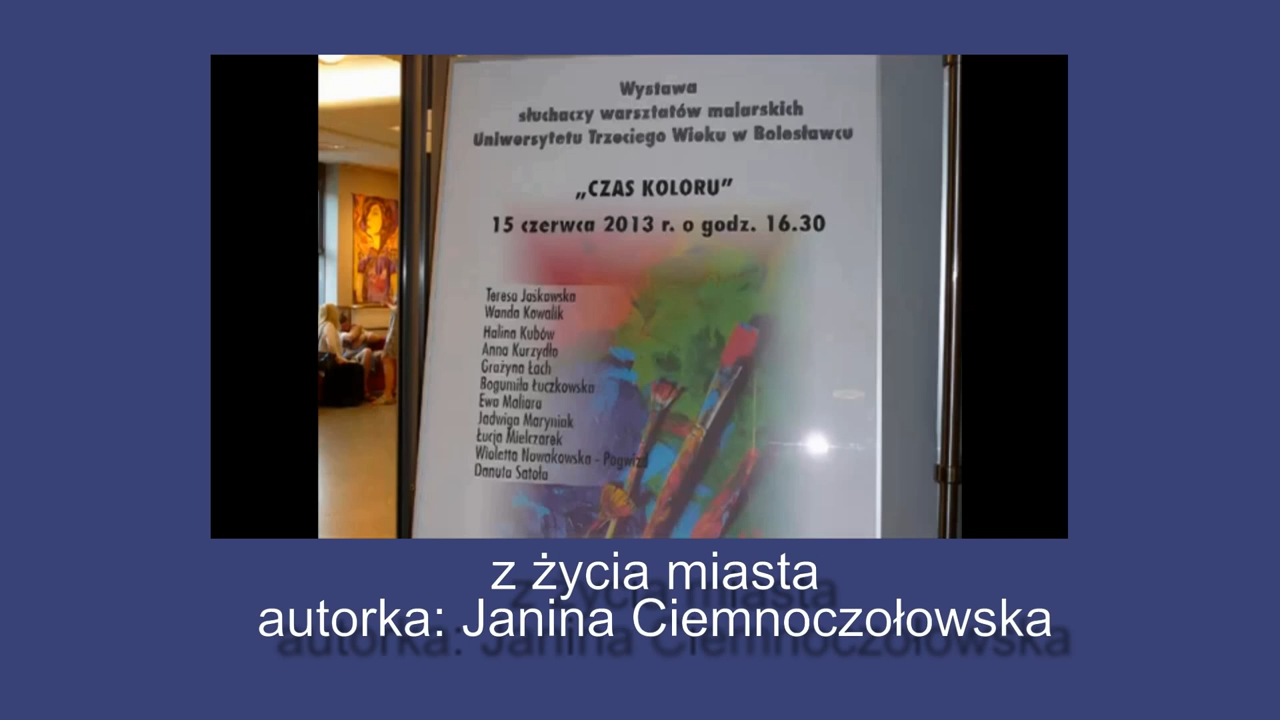 Wystawa
słuchaczy warsztatów malarskich
Uniwersytetu Trzeciego Wieku w Bolesławcu
„CZAS KOLORU”
15 czerwca 2013 r. o godz. 16.30
Teresa Jaśkowska
Wanda Kowalik
Halina Kubów
Anna Kurzydło
Grażyna Łach
Bogumiła Łuczkowska
Ewa Maliara
Jadwiga Maryniak
Łucja Mielczarek
Wioletta Nowakowska - Pogwizd
Danuta Satoła
z życia miasta
autorka: Janina Ciemnoczołowska